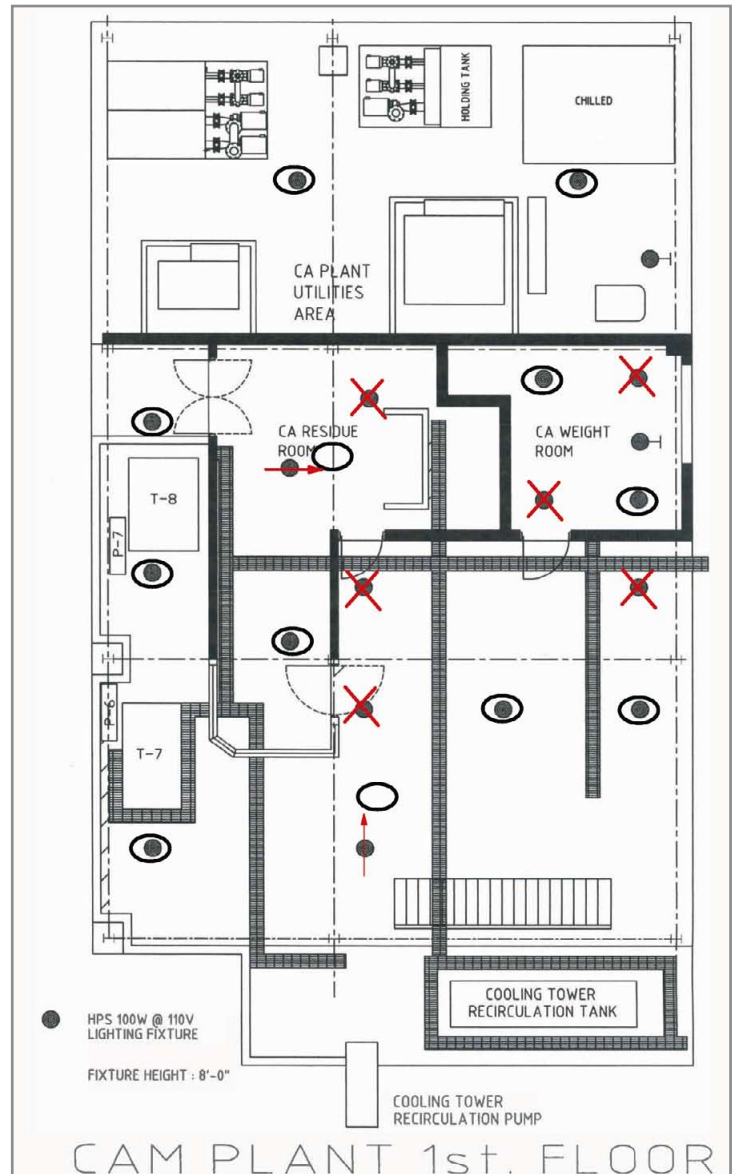 HOLDING TANK
CHILLED
CA PLANT
UTILITIES
AREA
CA RESIDUE
ROOM
CA WEIGHT
ROOM
T-8
P-7
P-6
T-7
COOLING TOWER
RECIRCULATION TANK
HPS 100W @ 110V
LIGHTING FIXTURE
FIXTURE HEIGHT : 8'-0"
COOLING TOWER
RECIRCULATION PUMP
CAM PLANT 1st. FLOOR